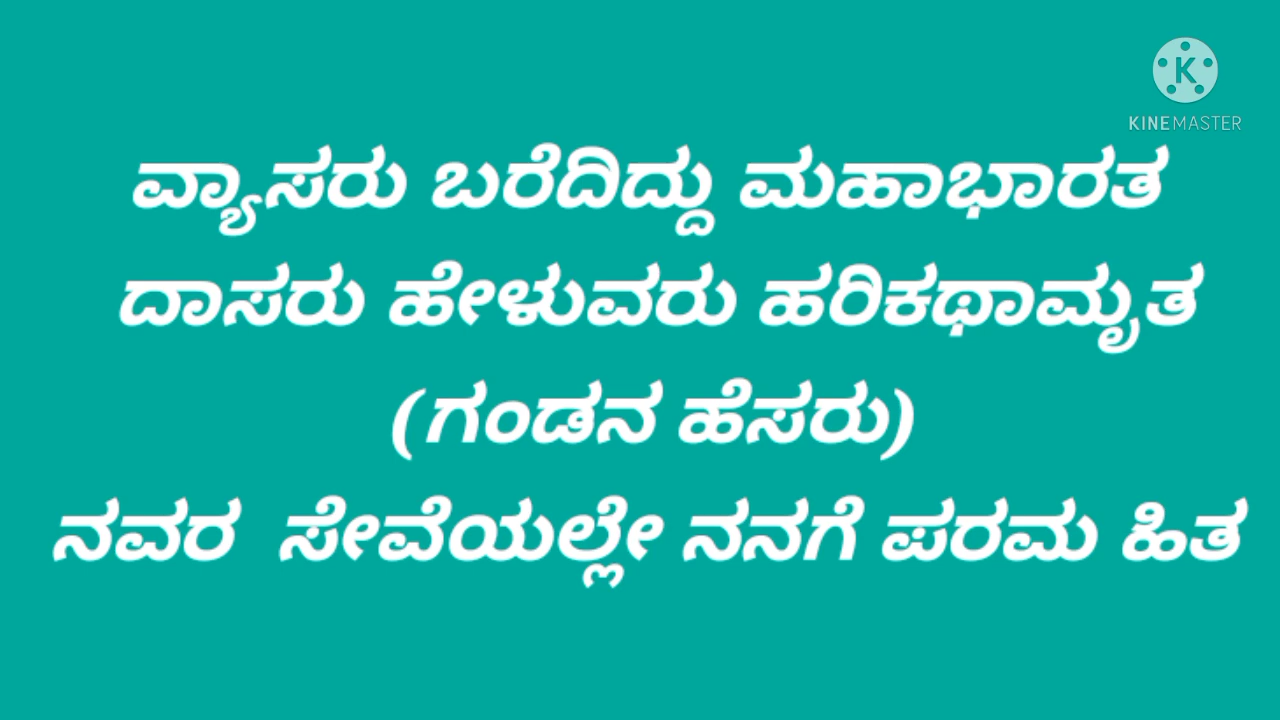 KINEMASTER
ವ್ಯಾಸರು ಬರೆದಿದ್ದು ಮಹಾಭಾರತ
ದಾಸರು ಹೇಳುವರು ಹರಿಕಥಾಮೃತ
(ಗಂಡನ ಹೆಸರು)
ನವರ ಸೇವೆಯಲ್ಲೇ ನನಗೆ ಪರಮ ಹಿತ